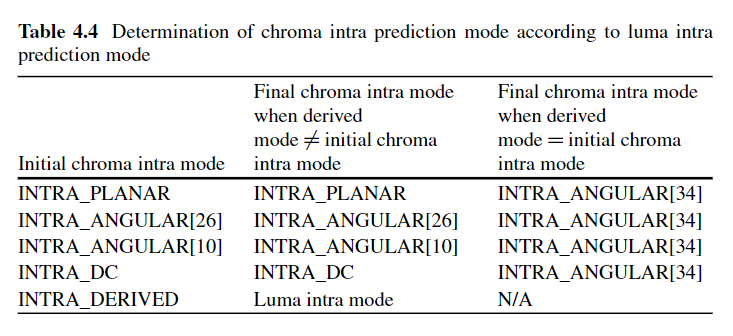 Table 4.4 Determination of chroma intra prediction mode according to luma intra
prediction mode
Initial chroma intra mode Final chroma intra mode when derived mode ≠ initial chroma intra mode Final chroma intra mode when derived mode = initial chroma intra mode
INTRA_PLANAR INTRA_PLANAR INTRA_ANGULAR[34]
INTRA_ANGULAR[26] INTRA_ANGULAR[26] INTRA_ANGULAR[34]
INTRA_ANGULAR[10] INTRA_ANGULAR[10] INTRA_ANGULAR[34]
INTRA_DC INTRA_DC INTRA_ANGULAR[34]
INTRA_DERIVED Luma intra mode N/A